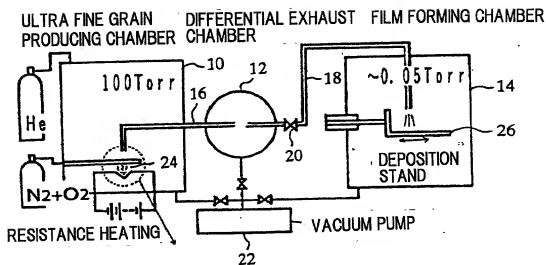 ULTRA FINE GRAIN
PRODUCING CHAMBER
DIFFERENTIAL EXHAUST
CHAMBER
FILM FORMING CHAMBER
10
12
18
14
100Torr
~0.05Torr
16
He
20
26
24
DEPOSITION
STAND
N2+O2
RESISTANCE HEATING
VACUUM PUMP
22